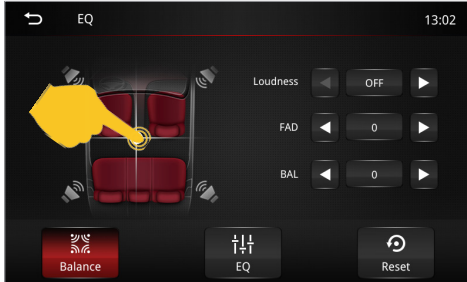 EQ 13:02
Loudness OFF
FAD 0
BAL 0
Balance EQ Reset